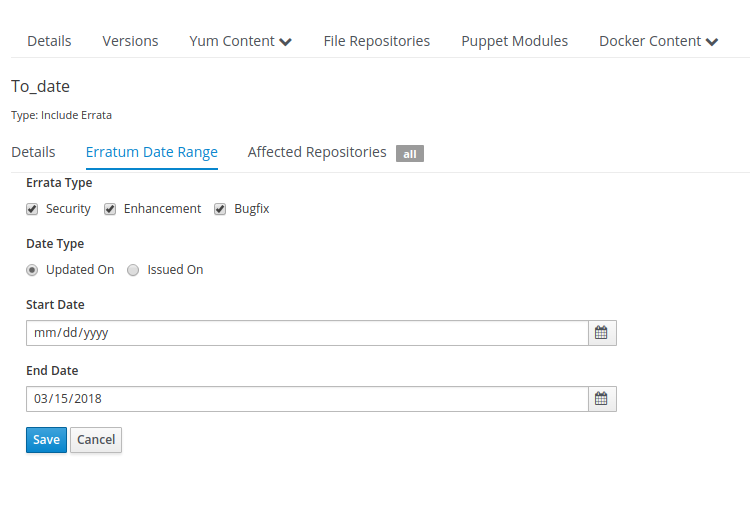 Details Versions Yum Content File Repositories Puppet Modules Docker Content
To_date
Type: Include Errata
Details Erratum Date Range Affected Repositories all
Errata Type
Security Enhancement Bugfix
Date Type
Updated On Issued On
Start Date
mm/dd/yyyy
End Date
03/15/2018
Save Cancel